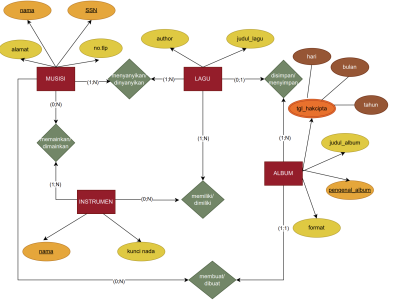 nama
SSN
alamat
no.tlp
author
judul_lagu
hari
bulan
tahun
MUSISI
(1;N)
menyanyikan/
dinyanyikan
(1;N)
LAGU
(0;1)
disimpan/
menyimpan
tgl_hakcipta
(0;N)
memainkan/
dimainkan
(1;N)
(1;N)
(1;N)
judul_album
ALBUM
pengenal_album
INSTRUMEN
(0;N)
memiliki/
dimiliki
format
(1;1)
nama
kunci nada
membuat/
dibuat
(0;N)